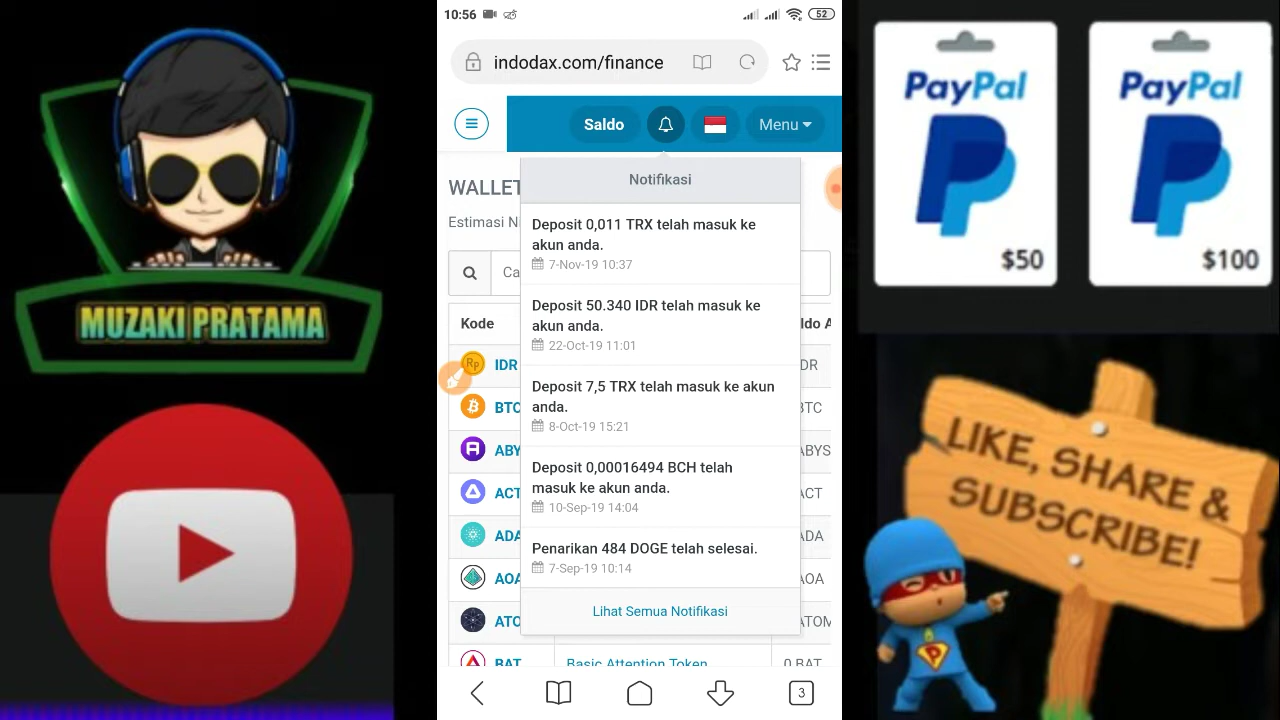 MUZAKI PRATAMA
10:56
52
indodax.com/finance
Saldo
Menu
WALLET
Estimasi Ni
Ca
Kode
ldo A
Rp
IDR
DR
BTC
BTC
ABY
ABYS
ACT
ACT
ADA
ADA
AOA
AOA
ATO
ATOM
BAT
Basic Attention Token
0 BAT
Notifikasi
Deposit 0,011 TRX telah masuk ke
akun anda.
7-Nov-19 10:37
Deposit 50.340 IDR telah masuk ke
akun anda.
22-Oct-19 11:01
Deposit 7,5 TRX telah masuk ke akun
anda.
8-Oct-19 15:21
Deposit 0,00016494 BCH telah
masuk ke akun anda.
10-Sep-19 14:04
Penarikan 484 DOGE telah selesai.
7-Sep-19 10:14
Lihat Semua Notifikasi
3
PayPal
$50
PayPal
$100
LIKE, SHARE &
SUBSCRIBE!
P